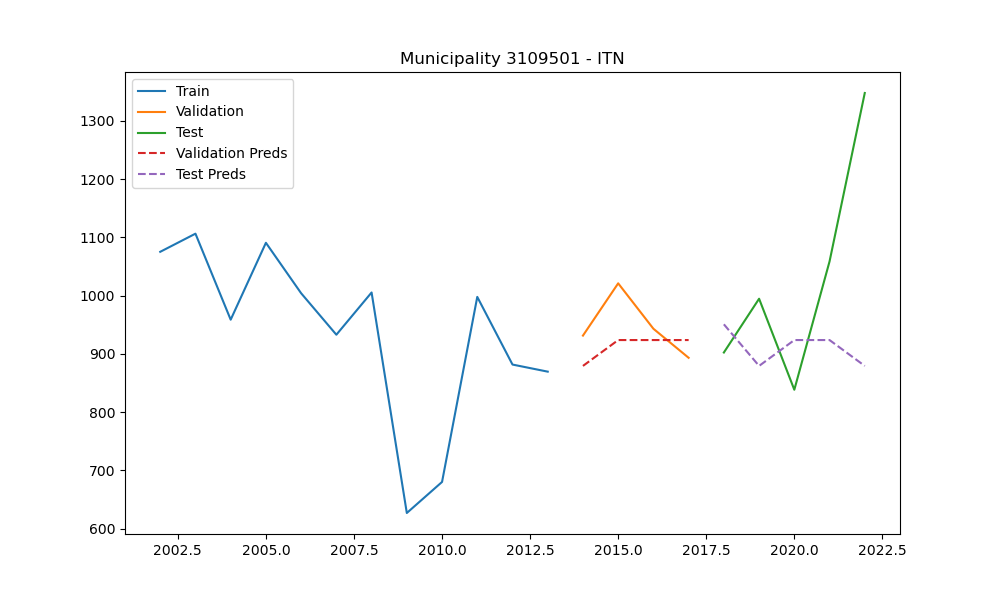 Municipality 3109501 - ITN
Train
Validation
Test
Validation Preds
Test Preds
1300
1200
1100
1000
900
800
700
600
2002.5 2005.0 2007.5 2010.0 2012.5 2015.0 2017.5 2020.0 2022.5